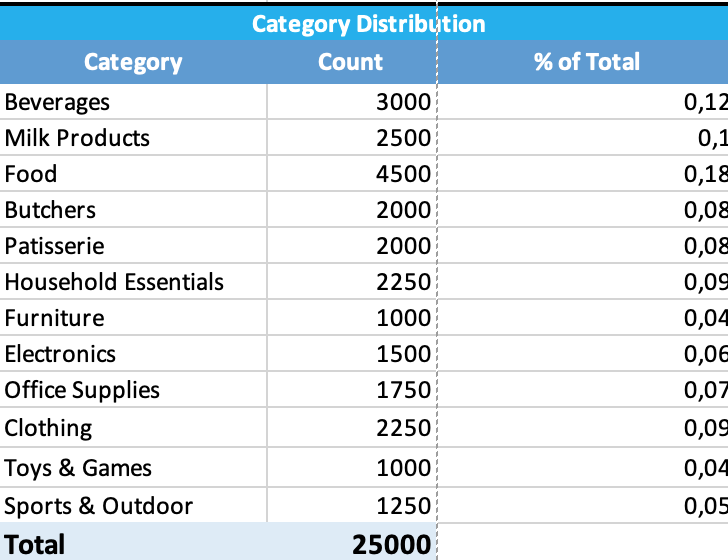 Category Distribution
Category Count % of Total
Beverages 3000 0,12
Milk Products 2500 0,1
Food 4500 0,18
Butchers 2000 0,08
Patisserie 2000 0,08
Household Essentials 2250 0,09
Furniture 1000 0,04
Electronics 1500 0,06
Office Supplies 1750 0,07
Clothing 2250 0,09
Toys & Games 1000 0,04
Sports & Outdoor 1250 0,05
Total 25000